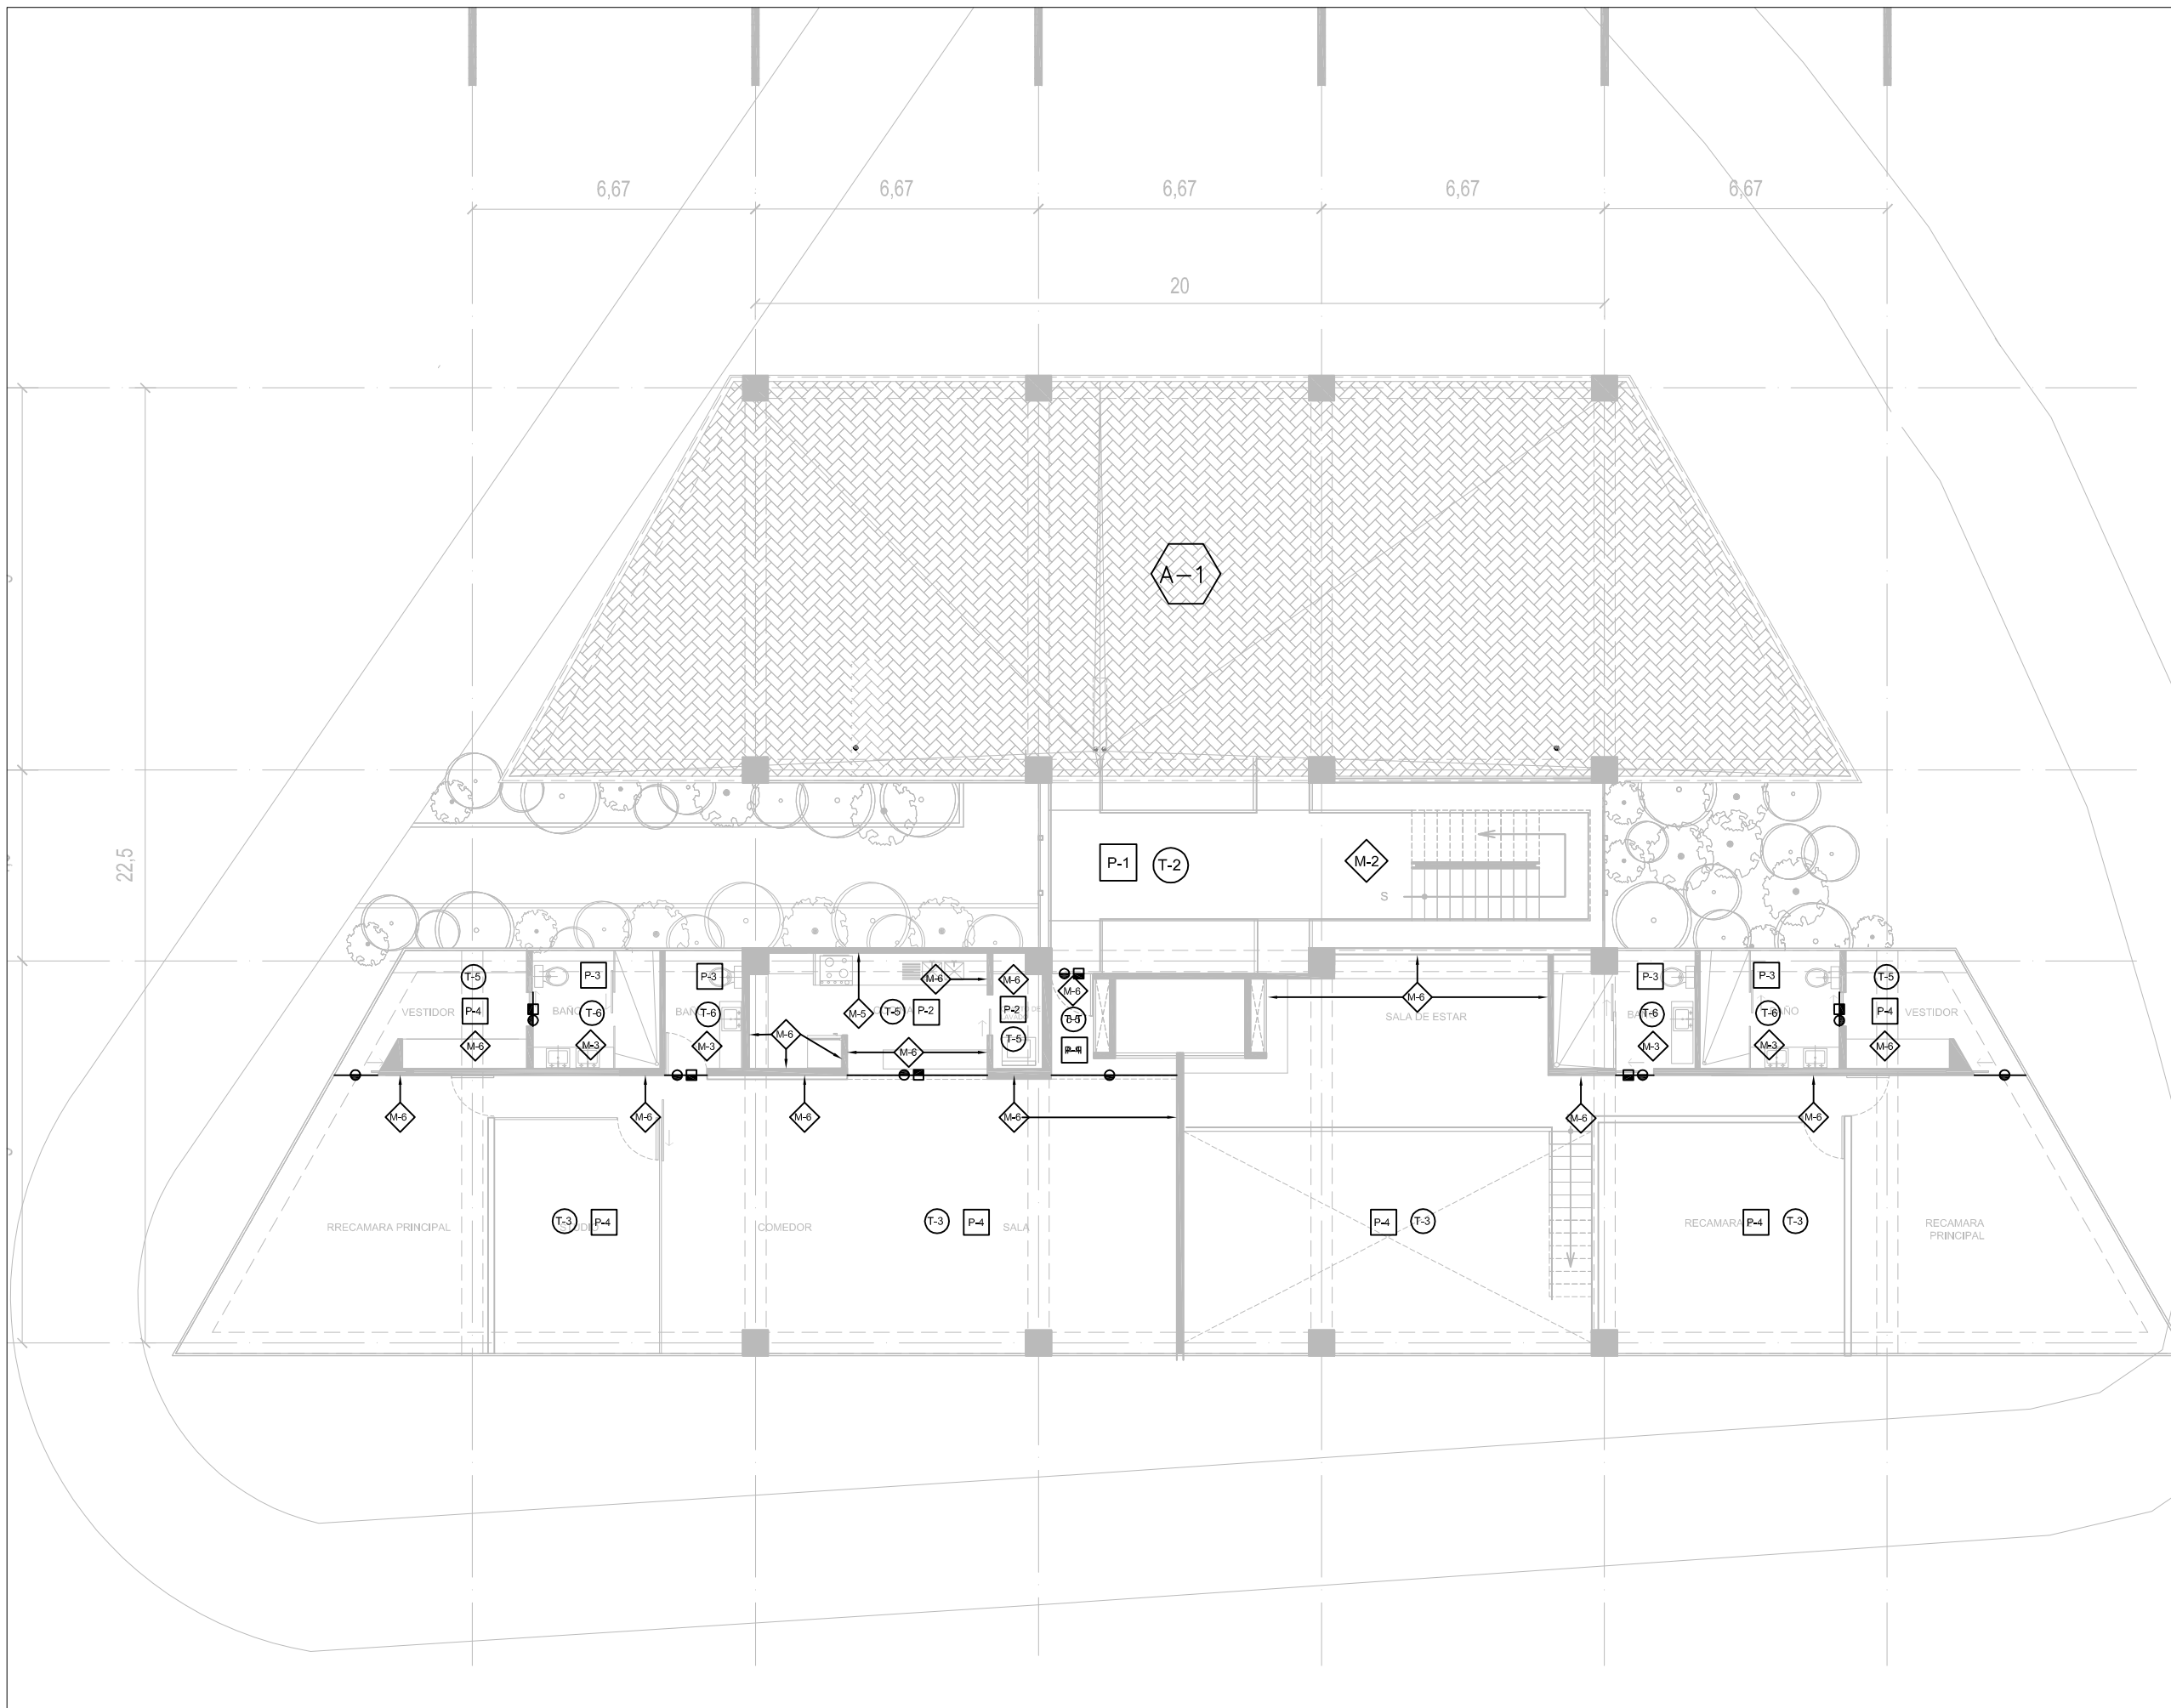 6,67
6,67
6,67
6,67
6,67
20
A-1
22,5
P-1
T-2
M-2
S
T-5
P-3
P-3
M-6
M-6
M-6
P-3
P-3
T-5
VESTIDOR
P-4
BAÑO
T-6
T-6
M-5
T-5
P-2
P-2
M-6
SALA DE ESTAR
T-6
T-6
P-4
VESTIDOR
M-6
M-3
M-3
M-6
M-6
T-5
P-4
M-3
M-3
M-6
M-6
M-6
M-6
M-6
M-6
M-6
RRECAMARA PRINCIPAL
T-3
P-4
COMEDOR
T-3
P-4
SALA
P-4
T-3
RECAMARA
P-4
T-3
RECAMARA
PRINCIPAL